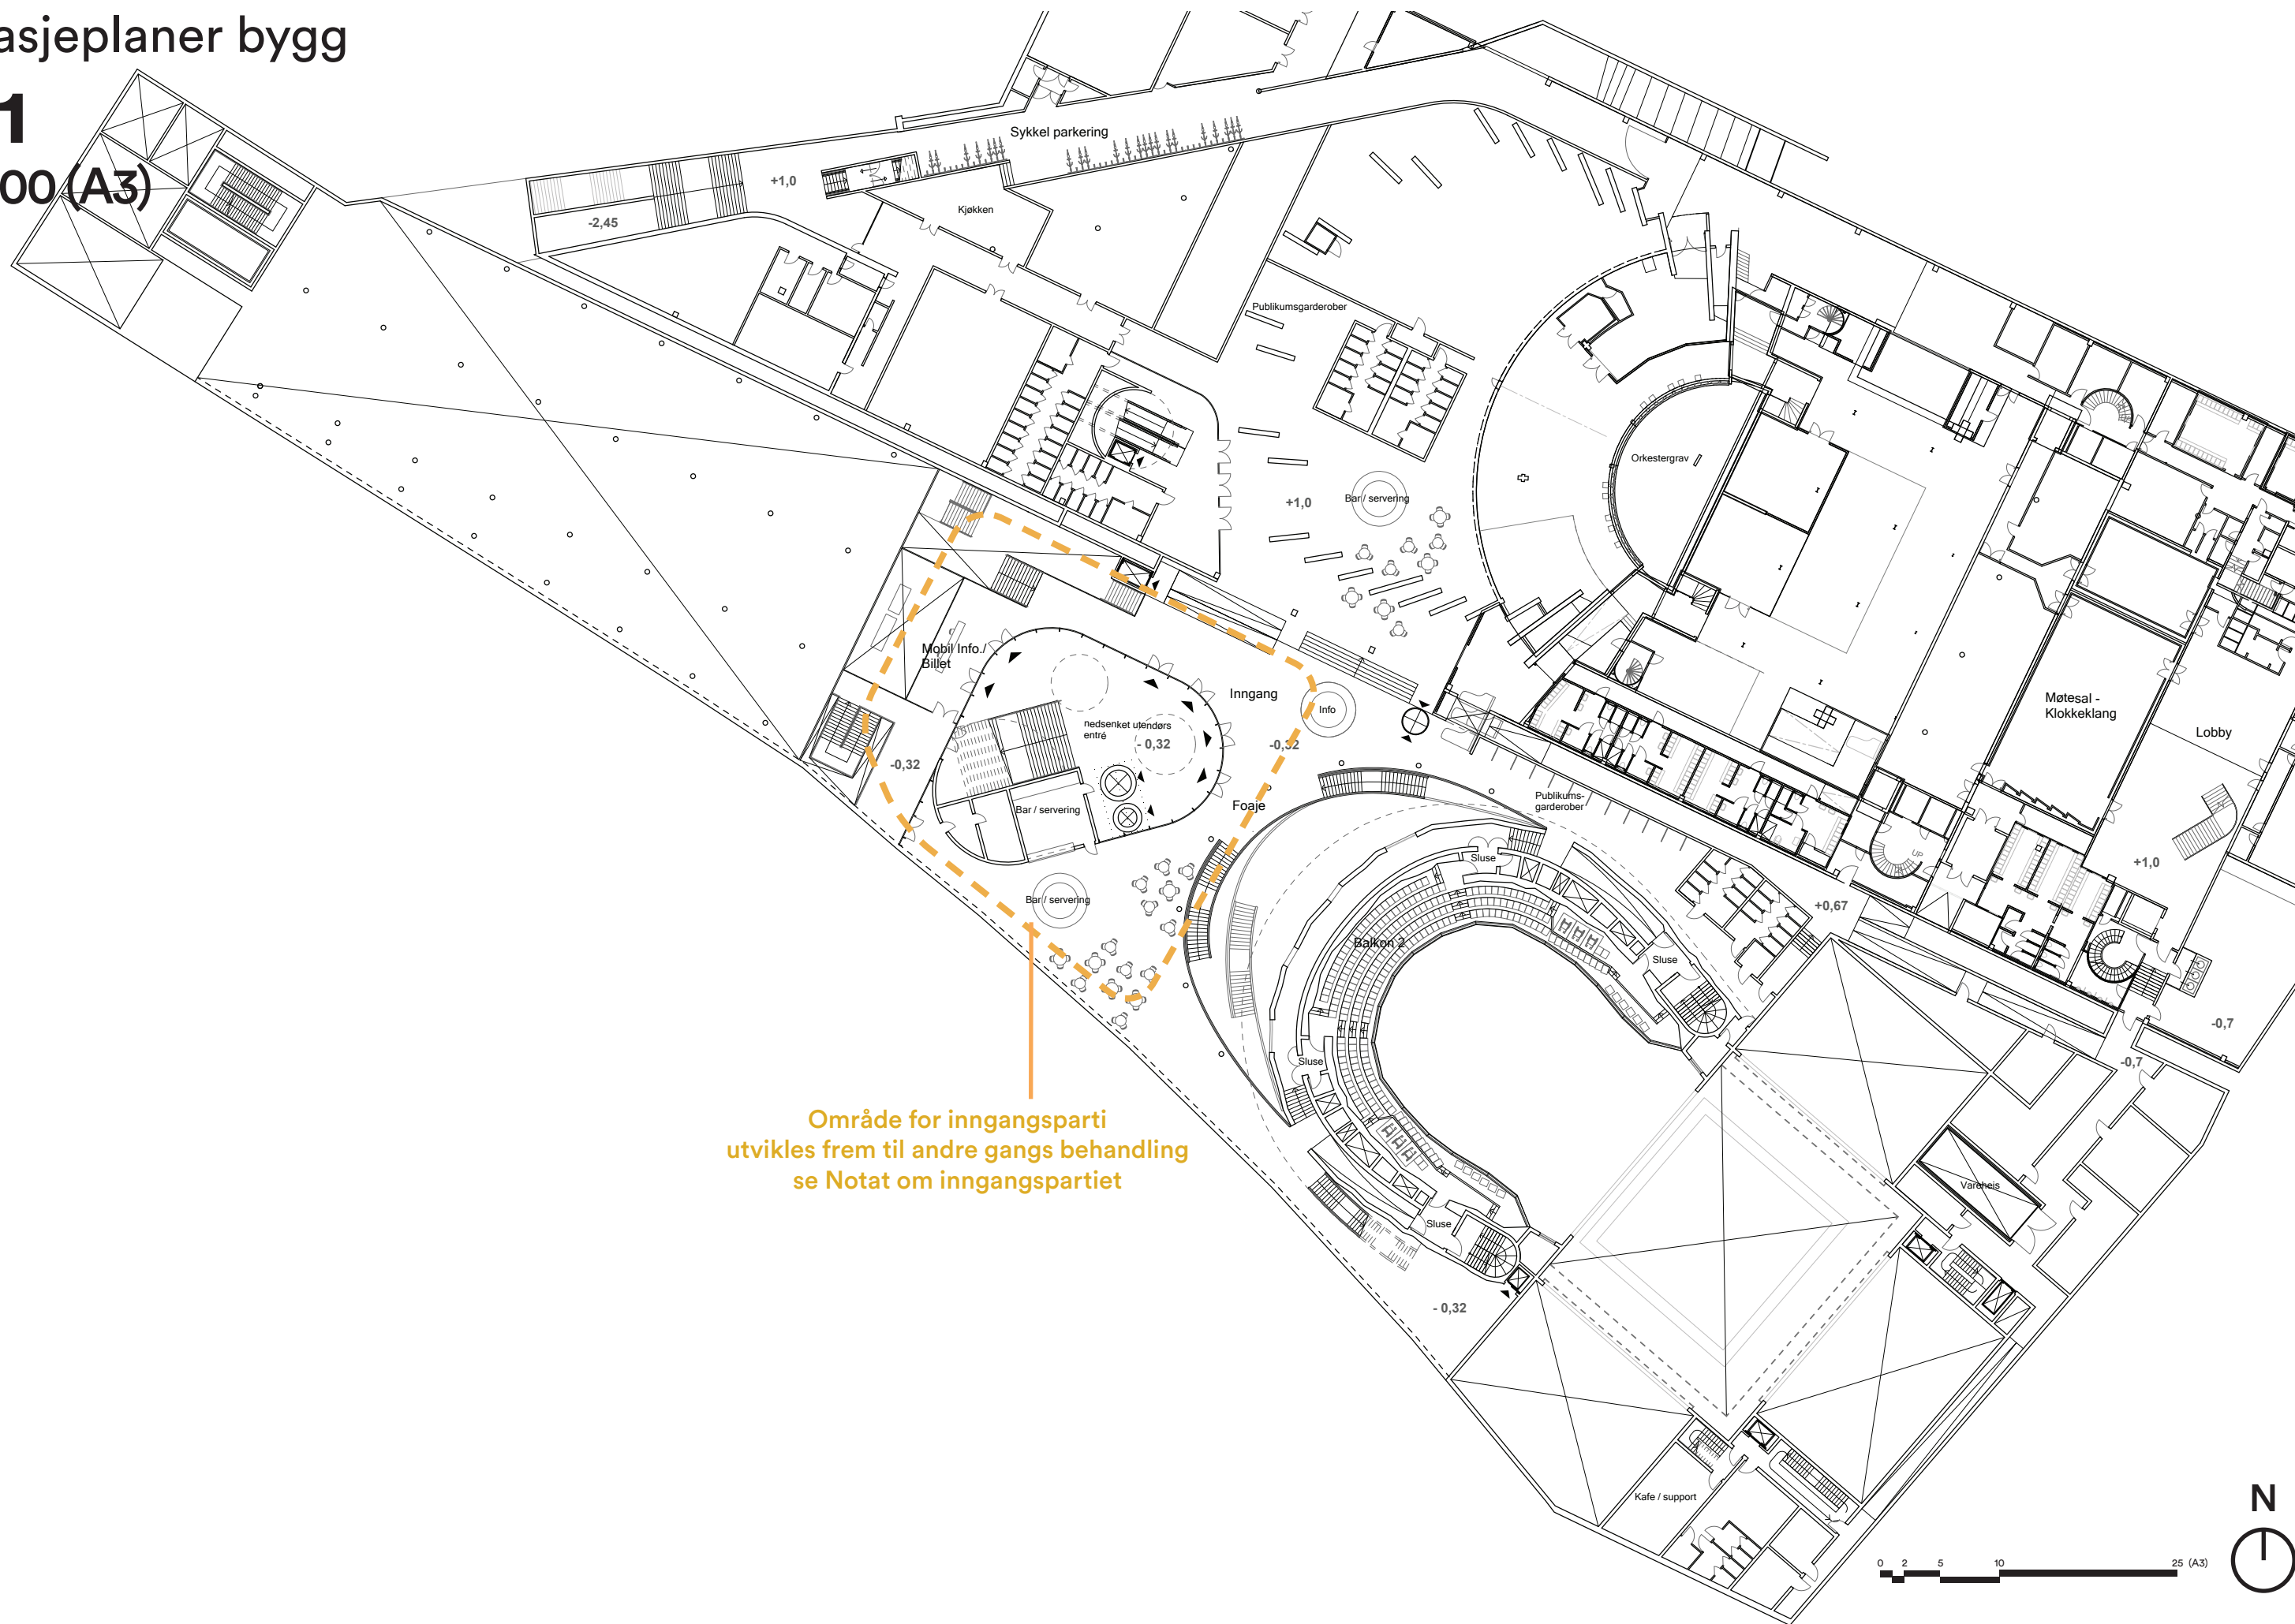 asjeplaner bygg
1
00 (A3)
Sykkel parkering
+1,0
-2,45
Kjøkken
Publikumsgarderober
Orkestergrav
Bar / servering
+1,0
Mobil Info./
Billet
Inngang
Info
nedsenket utendørs
entré
- 0,32
-0,32
-0,32
Bar / servering
Foaje
Publikums-
garderober
Møtesal -
Klokkeklang
Lobby
UP
+1,0
Sluse
+0,67
Bar / servering
Balkon 2
Sluse
-0,7
-0,7
Sluse
Område for inngangsparti
utvikles frem til andre gangs behandling
se Notat om inngangspartiet
Vareheis
Sluse
- 0,32
Kafe / support
N
0 2 5 10 25 (A3)